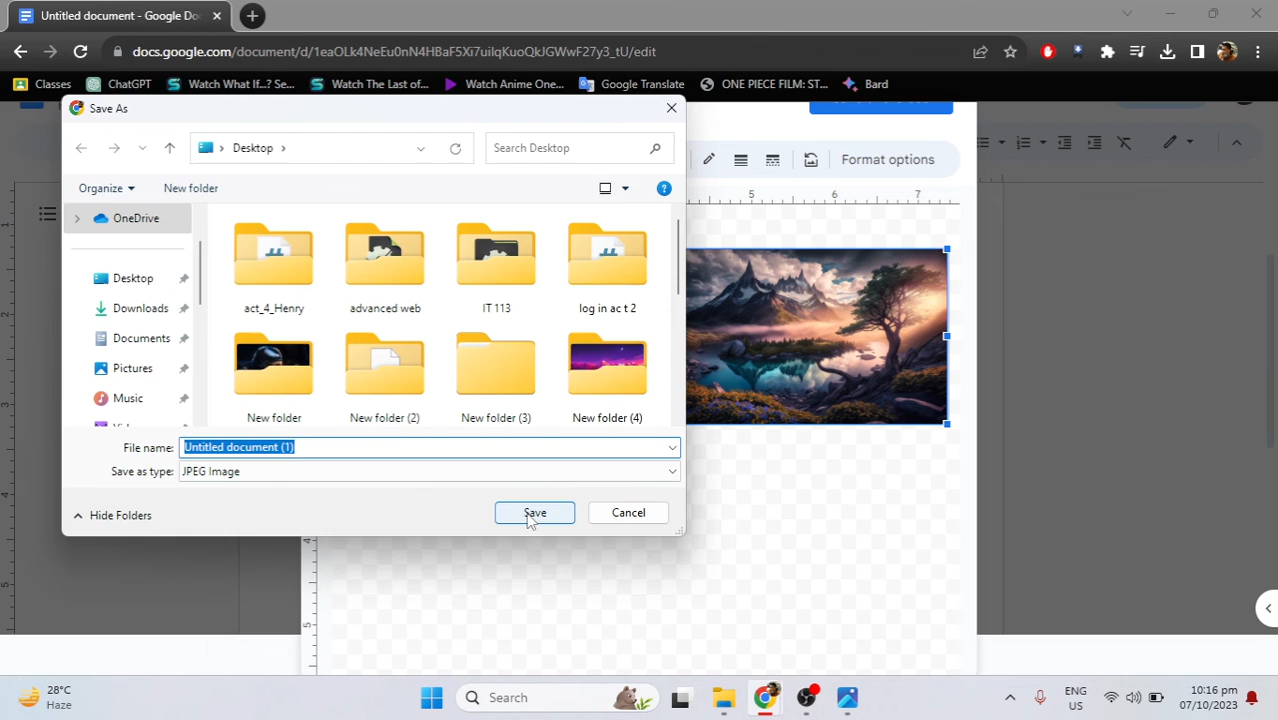 Untitled document - Google Do
docs.google.com/document/d/1eaOLk4NeEu0nN4HBaF5Xi7uiIqKuoQkJGWwF27y3_tU/edit
Classes ChatGPT Watch What If...? Se... Watch The Last of... Watch Anime One... Google Translate ONE PIECE FILM: ST... Bard
Save As
Desktop
Search Desktop
Format options
Organize New folder
5 6 7
OneDrive
Desktop
Downloads
Documents
Pictures
Music
act_4_Henry advanced web IT 113 log in ac t 2
New folder New folder (2) New folder (3) New folder (4)
File name: Untitled document (1)
Save as type: JPEG Image
Hide Folders Save Cancel
28°C
Haze
Search
ENG
US
10:16 pm
07/10/2023